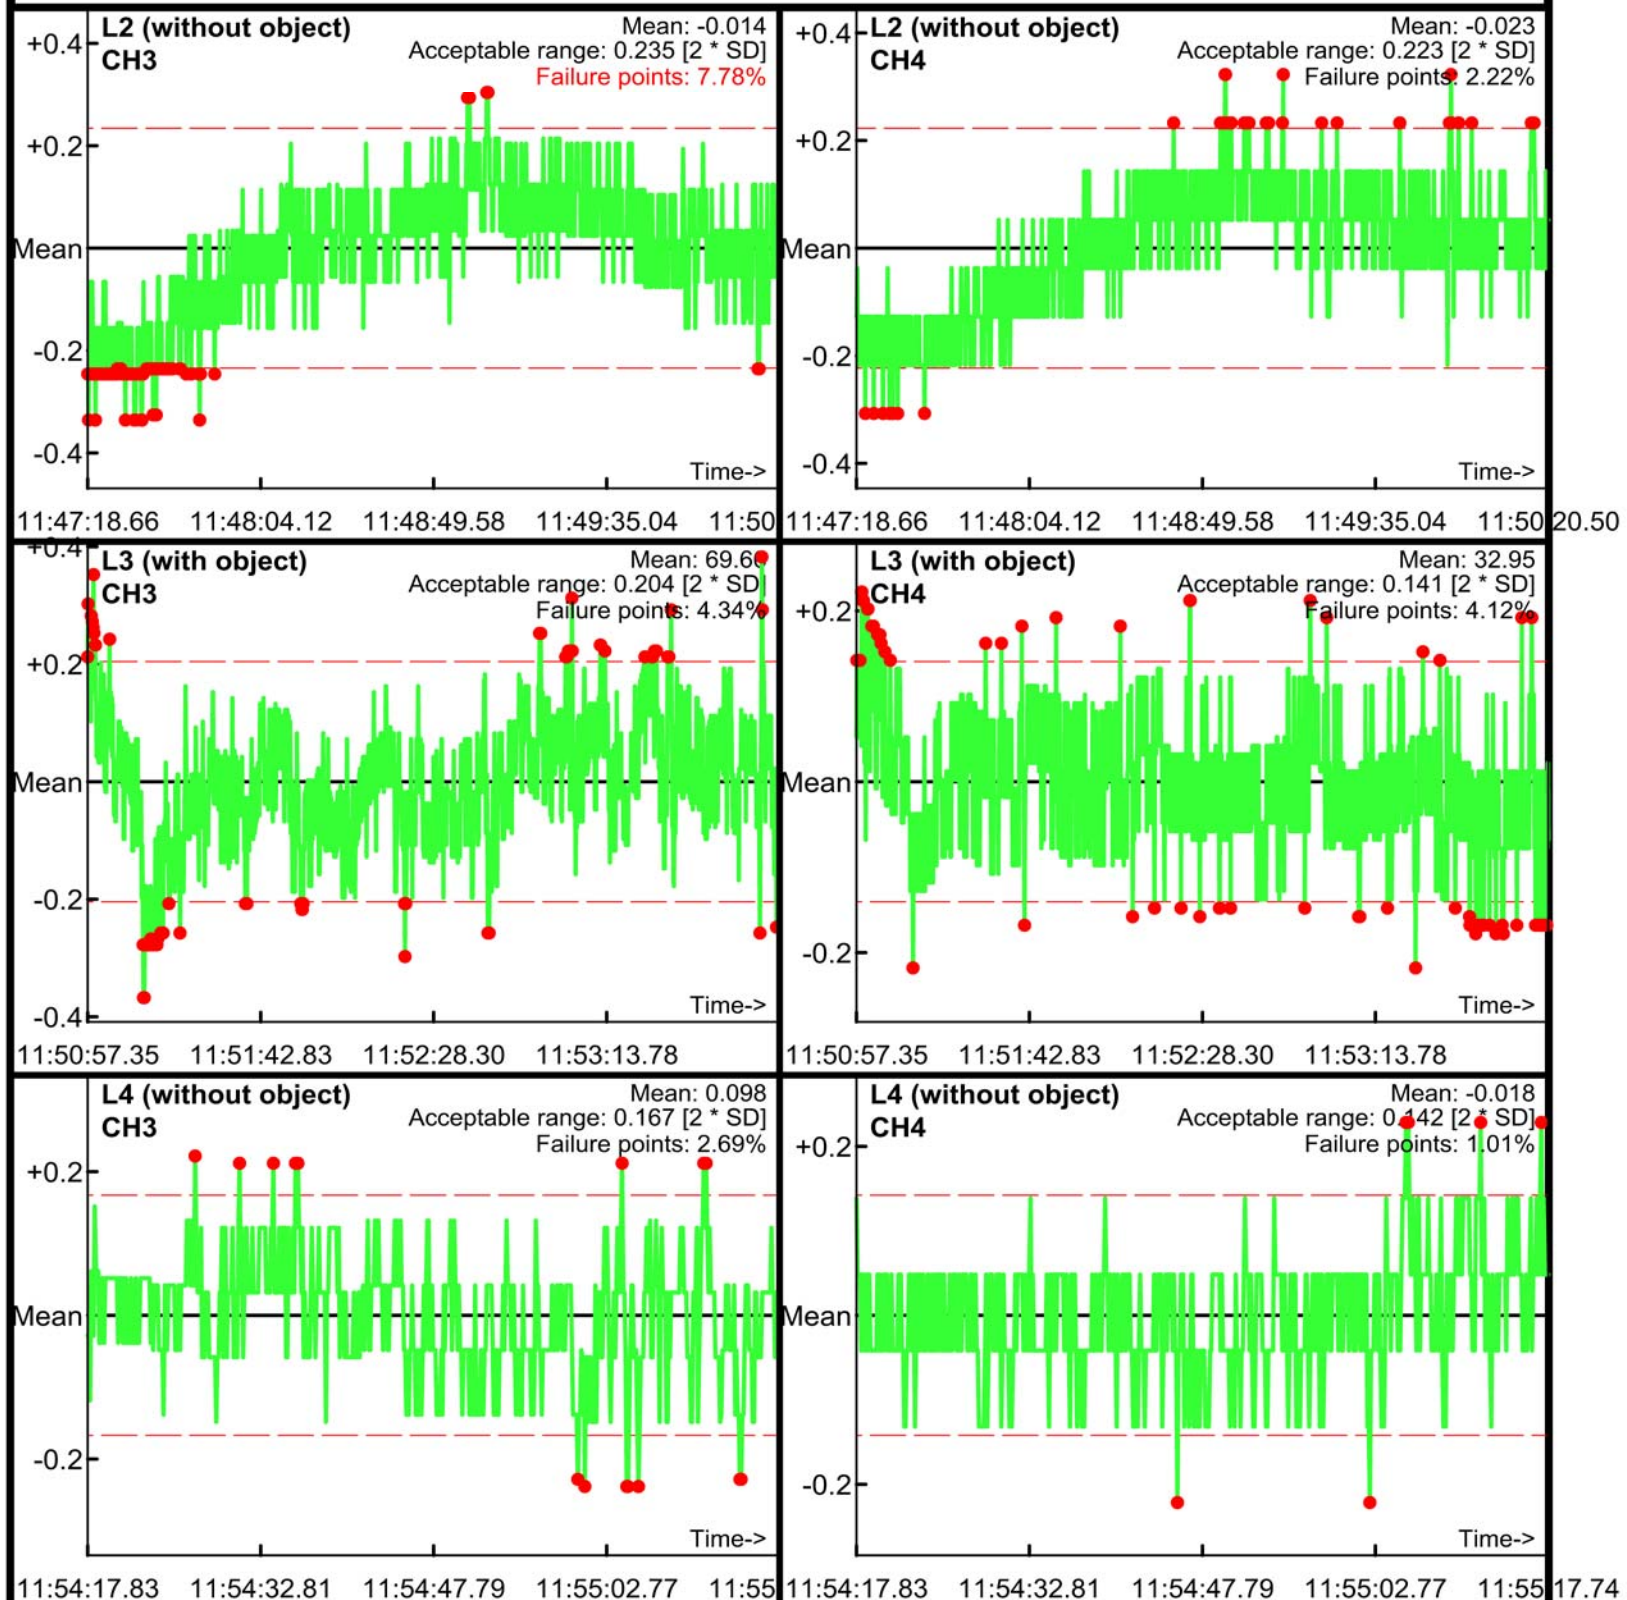 L2 (without object)
CH3
Mean: -0.014
Acceptable range: 0.235 [2 * SD]
Failure points: 7.78%
+0.4
+0.2
Mean
-0.2
-0.4
Time->
11:47:18.66 11:48:04.12 11:48:49.58 11:49:35.04 11:50
L2 (without object)
CH4
Mean: -0.023
Acceptable range: 0.223 [2 * SD]
Failure points: 2.22%
+0.4
+0.2
Mean
-0.2
-0.4
Time->
11:47:18.66 11:48:04.12 11:48:49.58 11:49:35.04 11:50:20.50
L3 (with object)
CH3
Mean: 69.66
Acceptable range: 0.204 [2 * SD]
Failure points: 4.34%
+0.4
+0.2
Mean
-0.2
-0.4
Time->
11:50:57.35 11:51:42.83 11:52:28.30 11:53:13.78
L3 (with object)
CH4
Mean: 32.95
Acceptable range: 0.141 [2 * SD]
Failure points: 4.12%
+0.2
Mean
-0.2
Time->
11:50:57.35 11:51:42.83 11:52:28.30 11:53:13.78
L4 (without object)
CH3
Mean: 0.098
Acceptable range: 0.167 [2 * SD]
Failure points: 2.69%
+0.2
Mean
-0.2
Time->
11:54:17.83 11:54:32.81 11:54:47.79 11:55:02.77 11:55
L4 (without object)
CH4
Mean: -0.018
Acceptable range: 0.142 [2 * SD]
Failure points: 1.01%
+0.2
Mean
-0.2
Time->
11:54:17.83 11:54:32.81 11:54:47.79 11:55:02.77 11:55:17.74